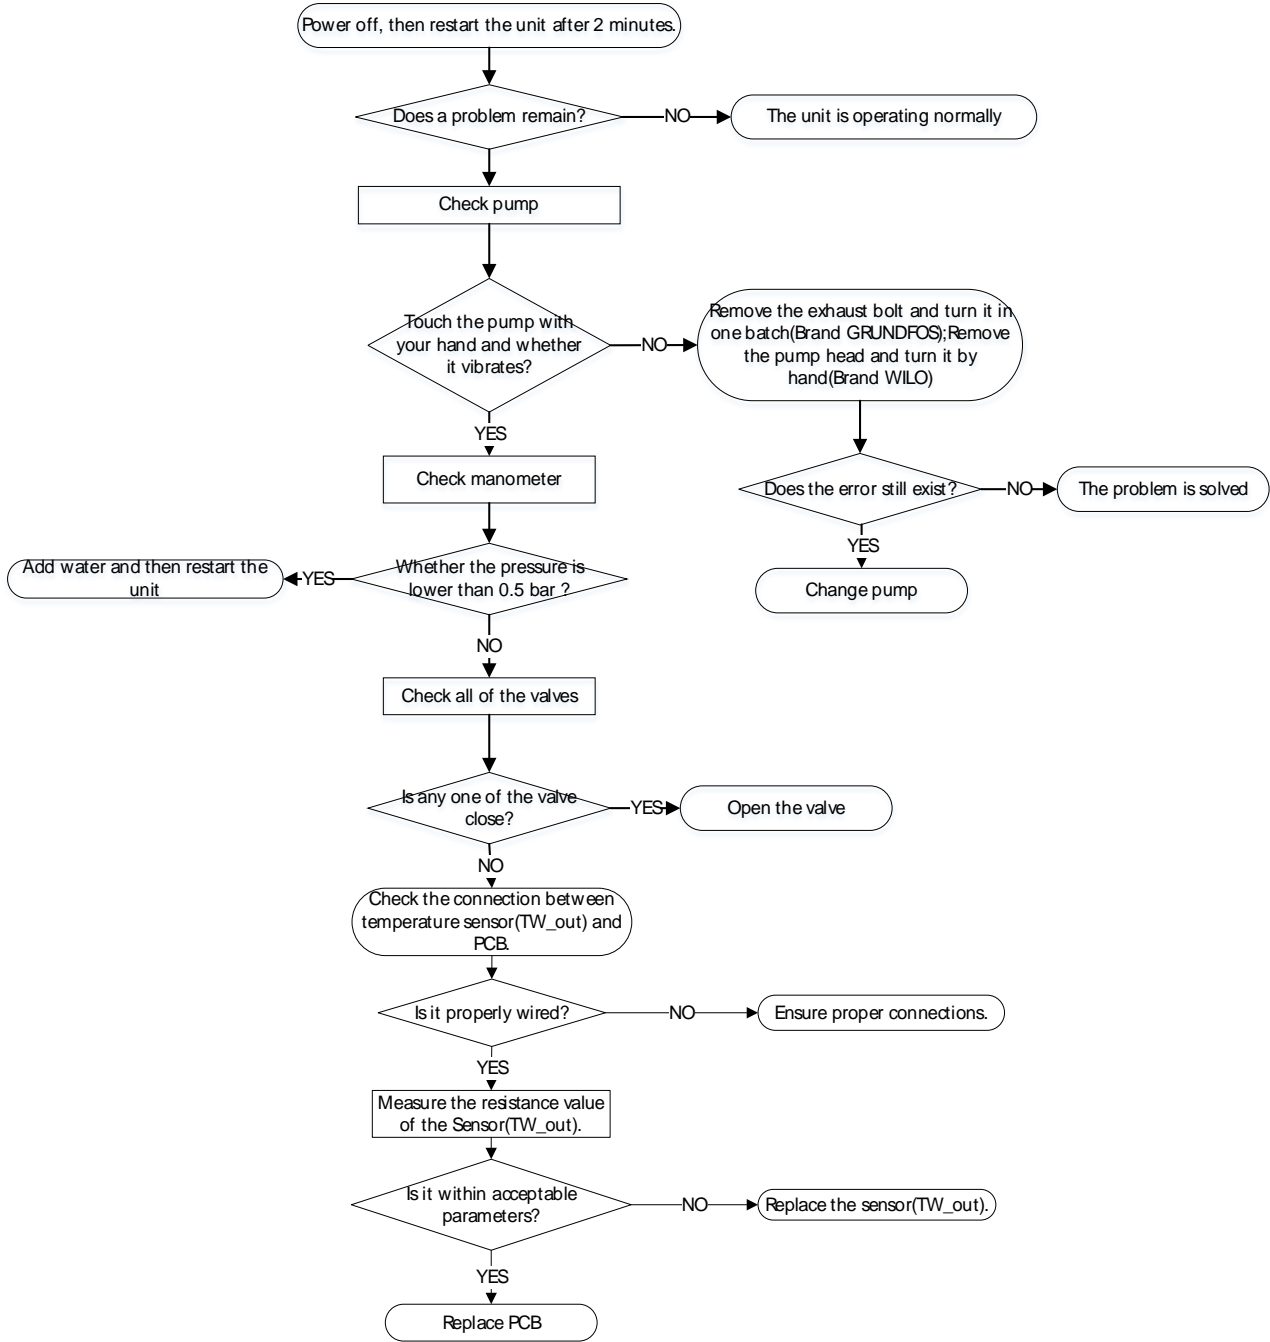 Power off, then restart the unit after 2 minutes.
Does a problem remain?
NO
The unit is operating normally
Check pump
Touch the pump with
your hand and whether
it vibrates?
NO
Remove the exhaust bolt and turn it in
one batch(Brand GRUNDFOS);Remove
the pump head and turn it by
hand(Brand WILO)
YES
Check manometer
Does the error still exist?
NO
The problem is solved
YES
Change pump
Whether the pressure is
lower than 0.5 bar ?
YES
Add water and then restart the
unit
NO
Check all of the valves
Is any one of the valve
close?
YES
Open the valve
NO
Check the connection between
temperature sensor(TW_out) and
PCB.
Is it properly wired?
NO
Ensure proper connections.
YES
Measure the resistance value
of the Sensor(TW_out).
Is it within acceptable
parameters?
NO
Replace the sensor(TW_out).
YES
Replace PCB